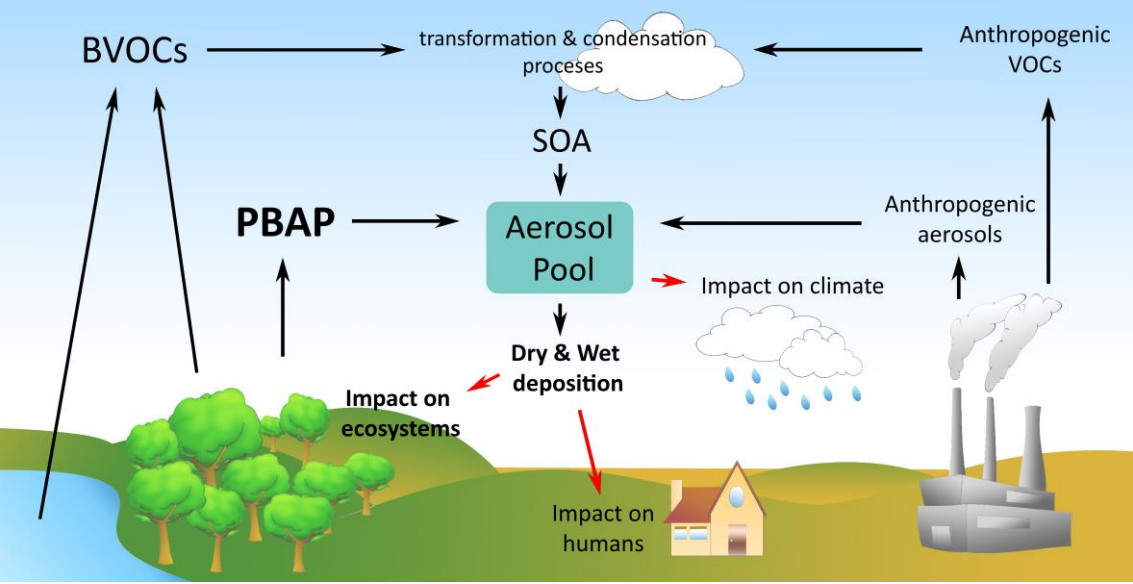 BVOCs
transformation & condensation
proceses
Anthropogenic
VOCs
SOA
PBAP
Aerosol
Pool
Anthropogenic
aerosols
Impact on climate
Dry & Wet
deposition
Impact on
ecosystems
Impact on
humans